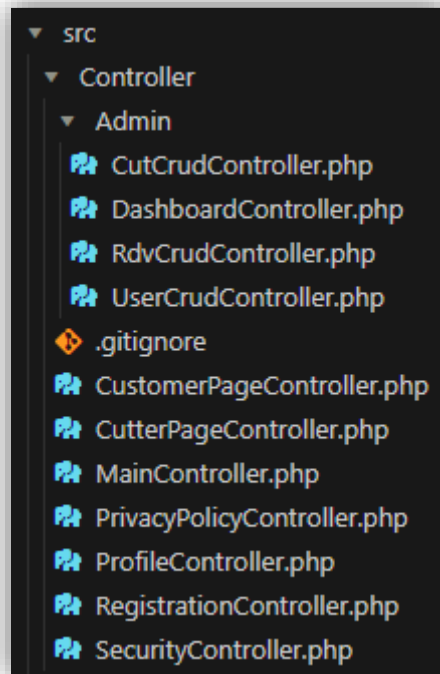 src
Controller
Admin
CutCrudController.php
DashboardController.php
RdvCrudController.php
UserCrudController.php
.gitignore
CustomerPageController.php
CutterPageController.php
MainController.php
PrivacyPolicyController.php
ProfileController.php
RegistrationController.php
SecurityController.php